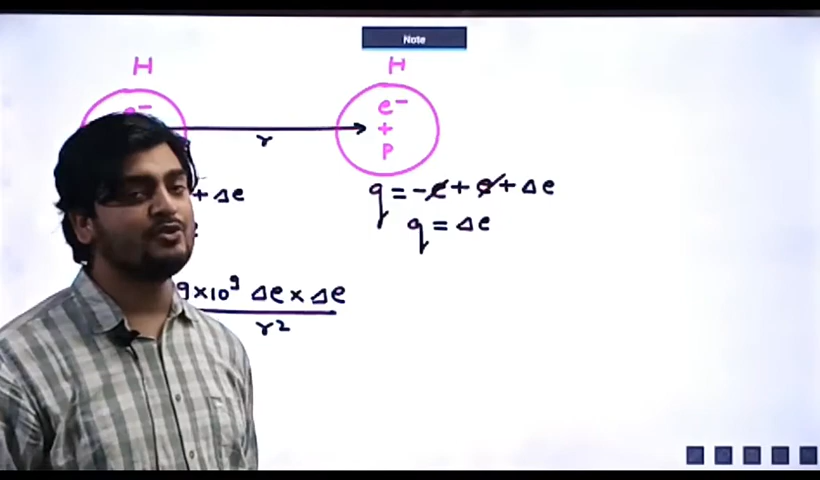 Note
H H
e⁻ e⁻
r +
P
+ Δe q = -e + e + Δe
q = Δe
9×10⁹ Δe × Δe
r²